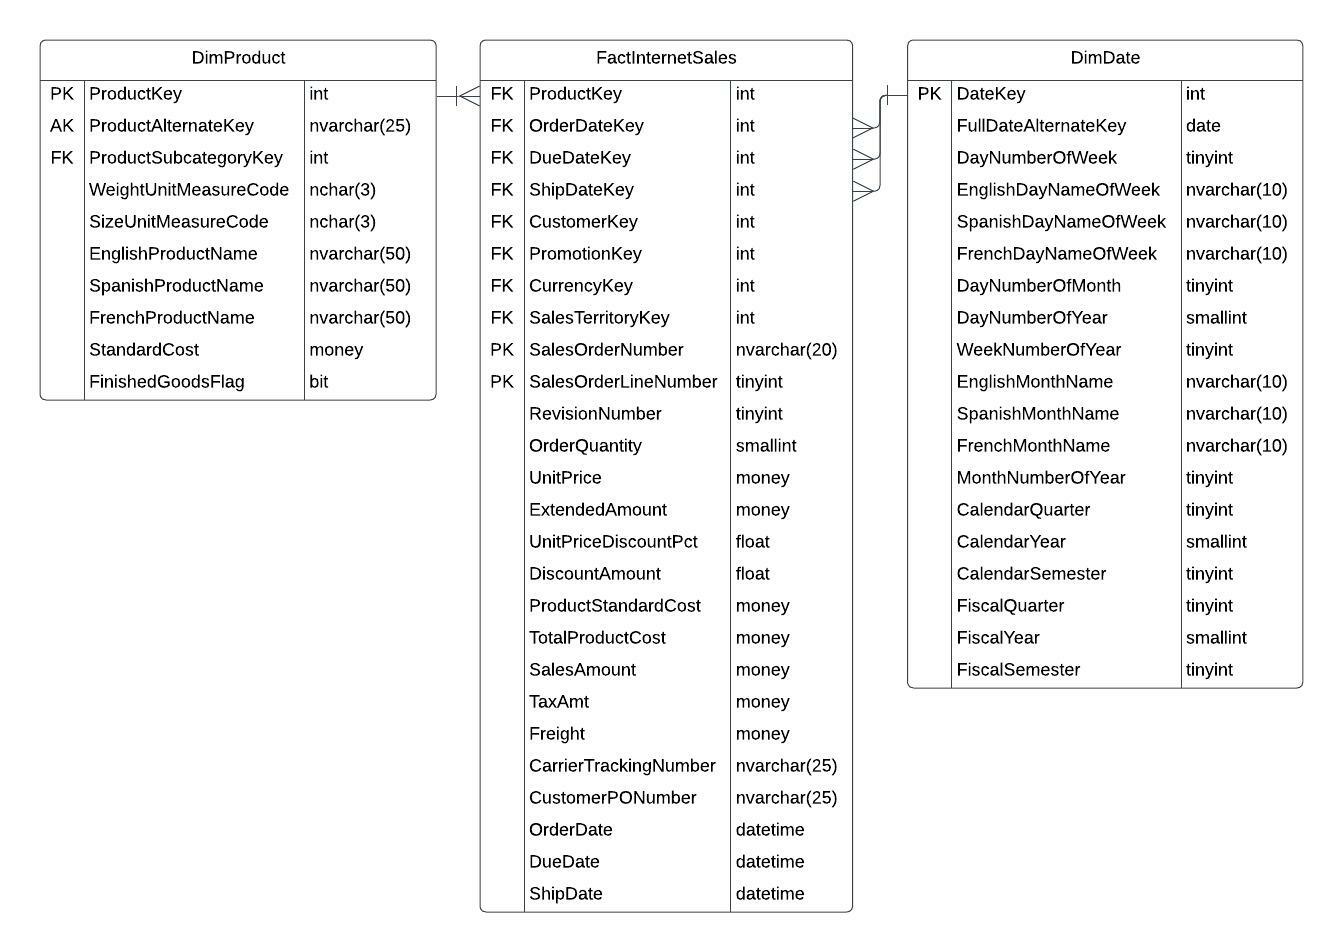 DimProduct
PK ProductKey int
AK ProductAlternateKey nvarchar(25)
FK ProductSubcategoryKey int
WeightUnitMeasureCode nchar(3)
SizeUnitMeasureCode nchar(3)
EnglishProductName nvarchar(50)
SpanishProductName nvarchar(50)
FrenchProductName nvarchar(50)
StandardCost money
FinishedGoodsFlag bit
FactInternetSales
FK ProductKey int
FK OrderDateKey int
FK DueDateKey int
FK ShipDateKey int
FK CustomerKey int
FK PromotionKey int
FK CurrencyKey int
FK SalesTerritoryKey int
PK SalesOrderNumber nvarchar(20)
PK SalesOrderLineNumber tinyint
RevisionNumber tinyint
OrderQuantity smallint
UnitPrice money
ExtendedAmount money
UnitPriceDiscountPct float
DiscountAmount float
ProductStandardCost money
TotalProductCost money
SalesAmount money
TaxAmt money
Freight money
CarrierTrackingNumber nvarchar(25)
CustomerPONumber nvarchar(25)
OrderDate datetime
DueDate datetime
ShipDate datetime
DimDate
PK DateKey int
FullDateAlternateKey date
DayNumberOfWeek tinyint
EnglishDayNameOfWeek nvarchar(10)
SpanishDayNameOfWeek nvarchar(10)
FrenchDayNameOfWeek nvarchar(10)
DayNumberOfMonth tinyint
DayNumberOfYear smallint
WeekNumberOfYear tinyint
EnglishMonthName nvarchar(10)
SpanishMonthName nvarchar(10)
FrenchMonthName nvarchar(10)
MonthNumberOfYear tinyint
CalendarQuarter tinyint
CalendarYear smallint
CalendarSemester tinyint
FiscalQuarter tinyint
FiscalYear smallint
FiscalSemester tinyint